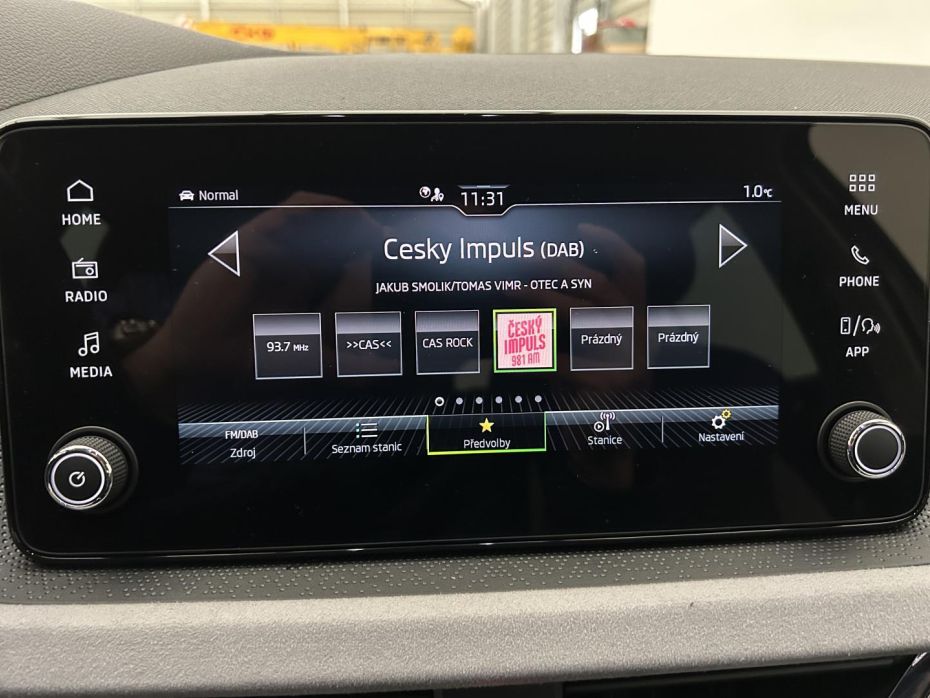 HOME
RADIO
MEDIA
Normal
11:31
1.0°C
Cesky Impuls (DAB)
JAKUB SMOLIK/TOMAS VIMR - OTEC A SYN
93.7 MHz
>>CAS<<
CAS ROCK
ČESKÝ
IMPULS
981 AM
Prázdný
Prázdný
FM/DAB
Zdroj
Seznam stanic
Předvolby
Stanice
Nastavení
MENU
PHONE
APP